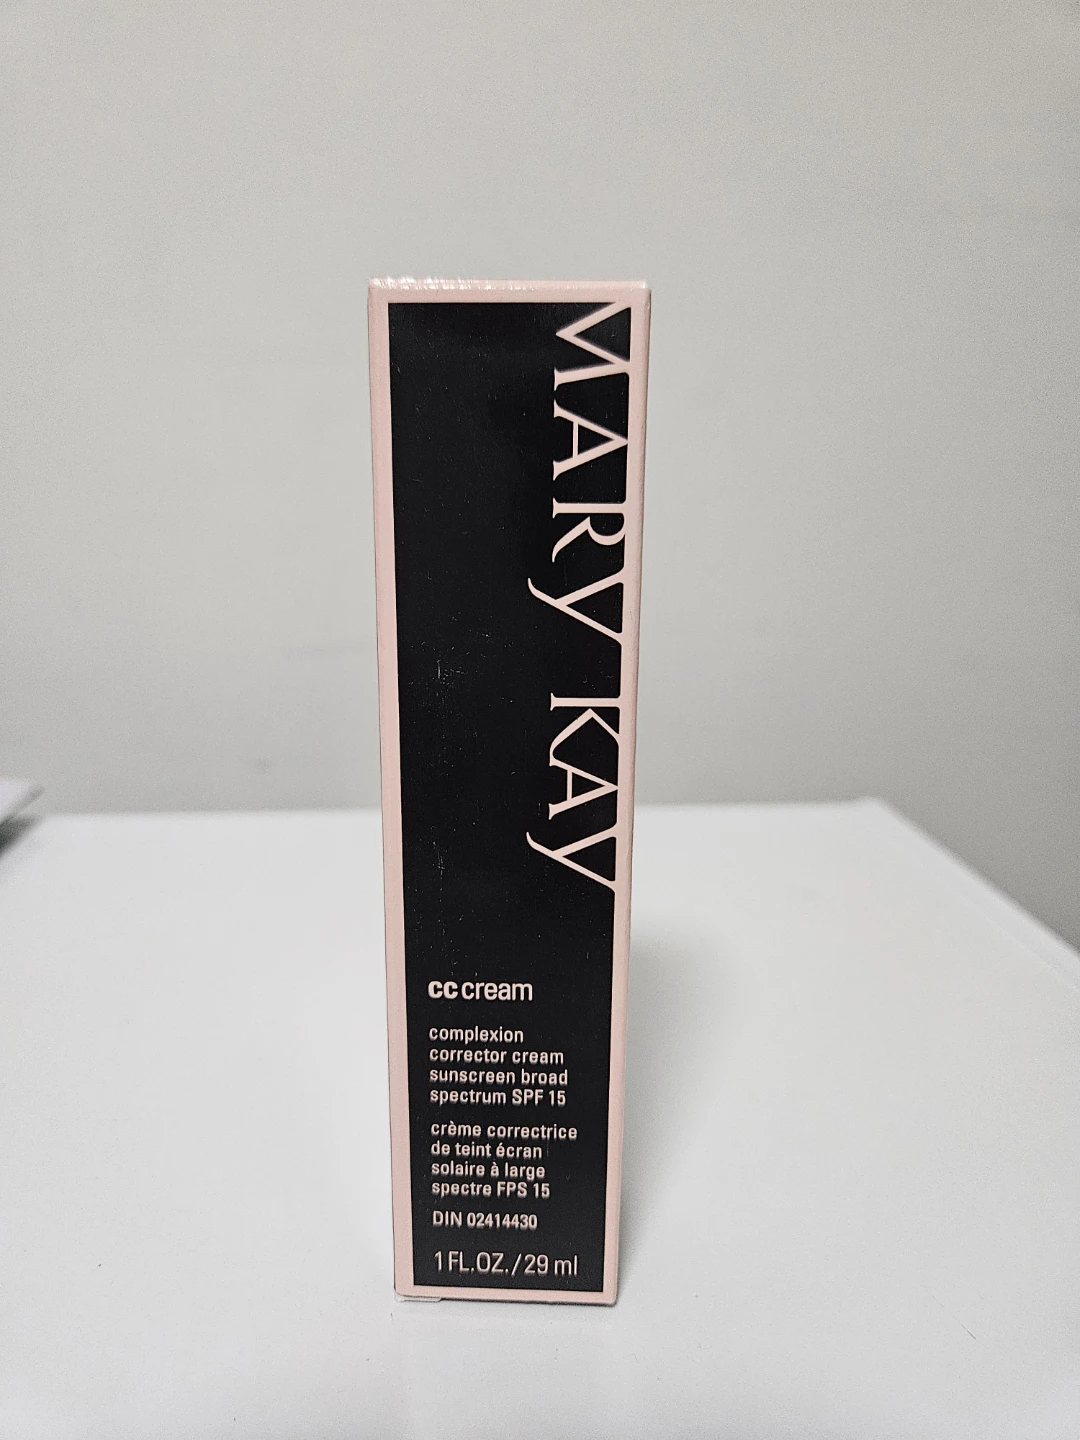 MARY KAY
cc cream
complexion
corrector cream
sunscreen broad
spectrum SPF 15
crème correctrice
de teint écran
solaire à large
spectre FPS 15
DIN 02414430
1 FL.OZ./29 ml